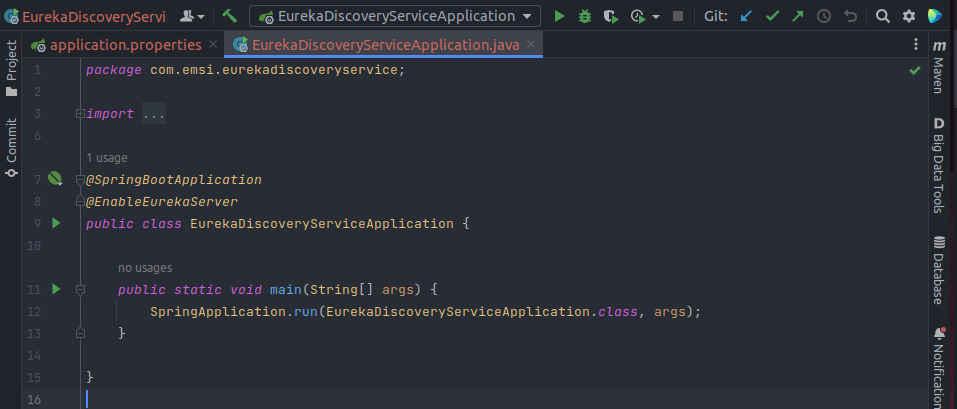 EurekaDiscoveryServi
EurekaDiscoveryServiceApplication
Git:
application.properties
EurekaDiscoveryServiceApplication.java
Project
Commit
m
Maven
D
Big Data Tools
Database
Notification
1 package com.emsi.eurekadiscoveryservice;
2
3 import ...
6
1 usage
7 @SpringBootApplication
8 @EnableEurekaServer
9 public class EurekaDiscoveryServiceApplication {
10
no usages
11 public static void main(String[] args) {
12 SpringApplication.run(EurekaDiscoveryServiceApplication.class, args);
13 }
14
15 }
16